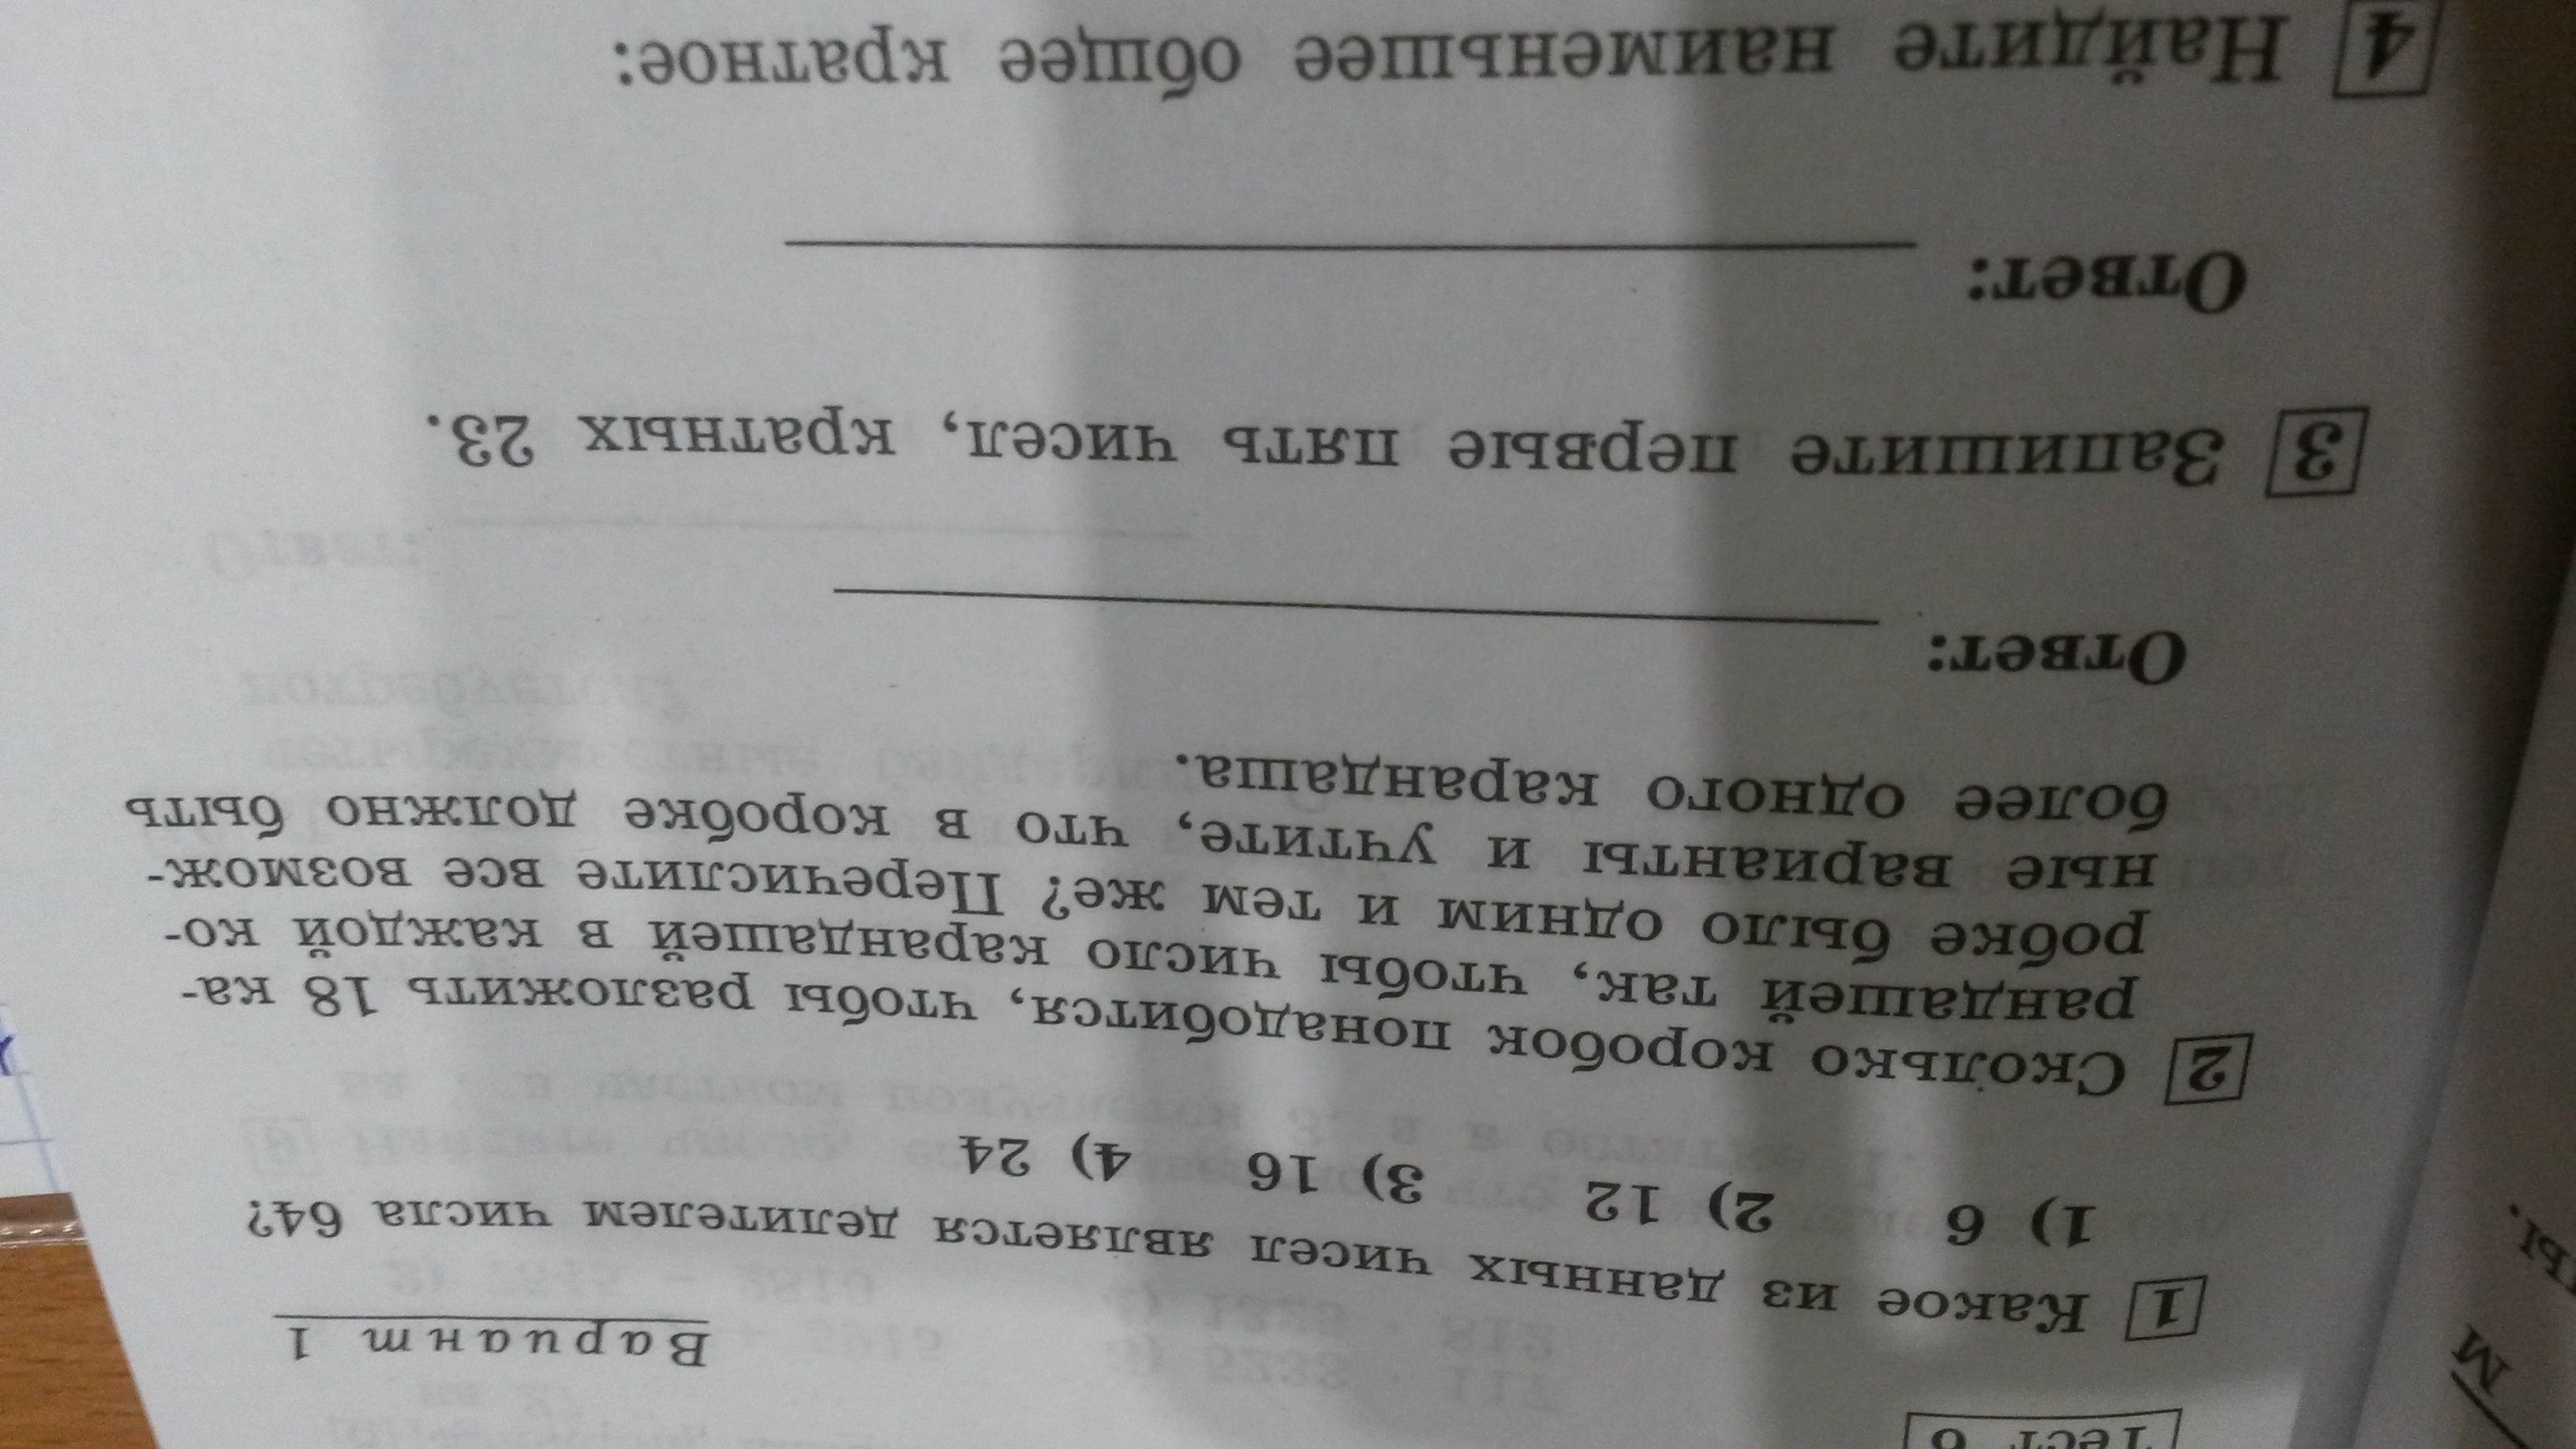 Тест 6
Вариант 1
1 Какое из данных чисел является делителем числа 64?
1) 6 2) 12 3) 16 4) 24
2 Сколько коробок понадобится, чтобы разложить 18 ка-
рандашей так, чтобы число карандашей в каждой ко-
робке было одним и тем же? Перечислите все возмож-
ные варианты и учтите, что в коробке должно быть
более одного карандаша.
Ответ:
3 Запишите первые пять чисел, кратных 23.
Ответ:
4 Найдите наименьшее общее кратное: